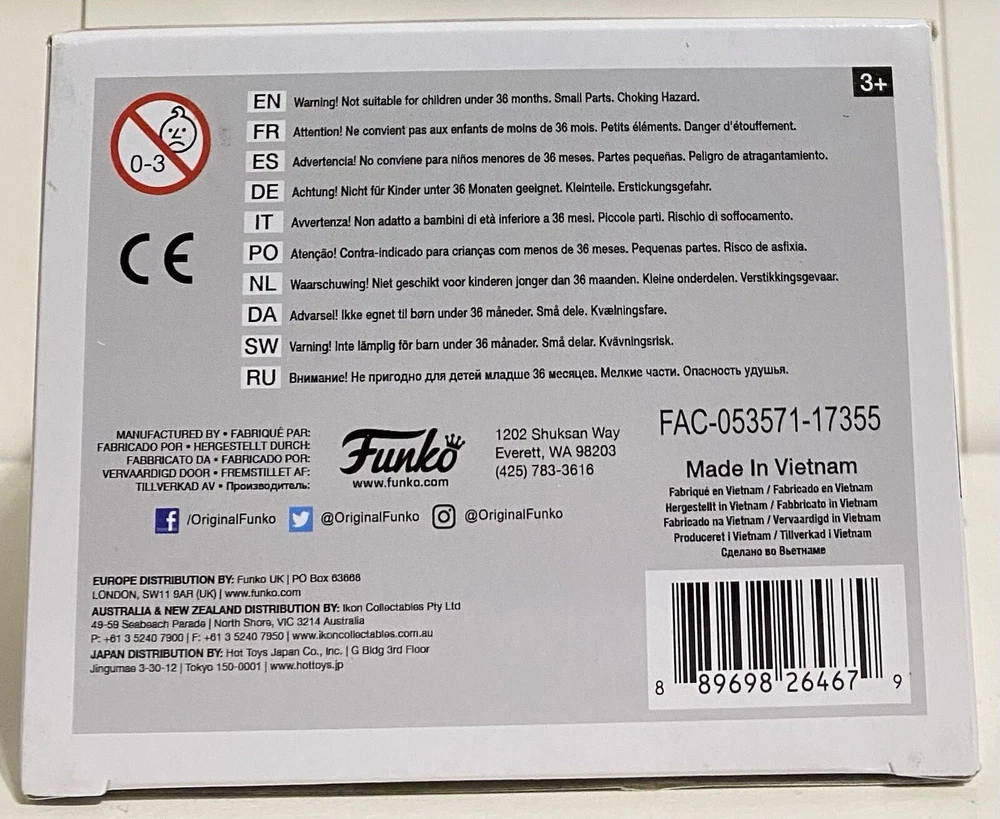 3+
0-3
EN Warning! Not suitable for children under 36 months. Small Parts. Choking Hazard.
FR Attention! Ne convient pas aux enfants de moins de 36 mois. Petits éléments. Danger d'étouffement.
ES Advertencia! No conviene para niños menores de 36 meses. Partes pequeñas. Peligro de atragantamiento.
DE Achtung! Nicht für Kinder unter 36 Monaten geeignet. Kleinteile. Erstickungsgefahr.
IT Avvertenza! Non adatto a bambini di età inferiore a 36 mesi. Piccole parti. Rischio di soffocamento.
CE
PO Atenção! Contra-indicado para crianças com menos de 36 meses. Pequenas partes. Risco de asfixia.
NL Waarschuwing! Niet geschikt voor kinderen jonger dan 36 maanden. Kleine onderdelen. Verstikkingsgevaar.
DA Advarsel! Ikke egnet til børn under 36 måneder. Små dele. Kvælningsfare.
SW Varning! Inte lämplig för barn under 36 månader. Små delar. Kvävningsrisk.
RU Внимание! Не пригодно для детей младше 36 месяцев. Мелкие части. Опасность удушья.
MANUFACTURED BY • FABRIQUÉ PAR:
FABRICADO POR • HERGESTELLT DURCH:
FABBRICATO DA • FABRICADO POR:
VERVAARDIGD DOOR • FREMSTILLET AF:
TILLVERKAD AV • Производитель:
Funko
www.funko.com
1202 Shuksan Way
Everett, WA 98203
(425) 783-3616
/OriginalFunko @OriginalFunko @OriginalFunko
FAC-053571-17355
Made In Vietnam
Fabriqué en Vietnam / Fabricado en Vietnam
Hergestellt in Vietnam / Fabbricato in Vietnam
Fabricado na Vietnam / Vervaardigd in Vietnam
Produceret i Vietnam / Tillverkad i Vietnam
Сделано во Вьетнаме
EUROPE DISTRIBUTION BY: Funko UK | PO Box 63668
LONDON, SW11 9AR (UK) | www.funko.com
AUSTRALIA & NEW ZEALAND DISTRIBUTION BY: Ikon Collectables Pty Ltd
49-59 Seabeach Parade | North Shore, VIC 3214 Australia
P: +61 3 5240 7900 | F: +61 3 5240 7950 | www.ikoncollectables.com.au
JAPAN DISTRIBUTION BY: Hot Toys Japan Co., Inc. | G Bldg 3rd Floor
Jingumae 3-30-12 | Tokyo 150-0001 | www.hottoys.jp
8 89698 26467 9